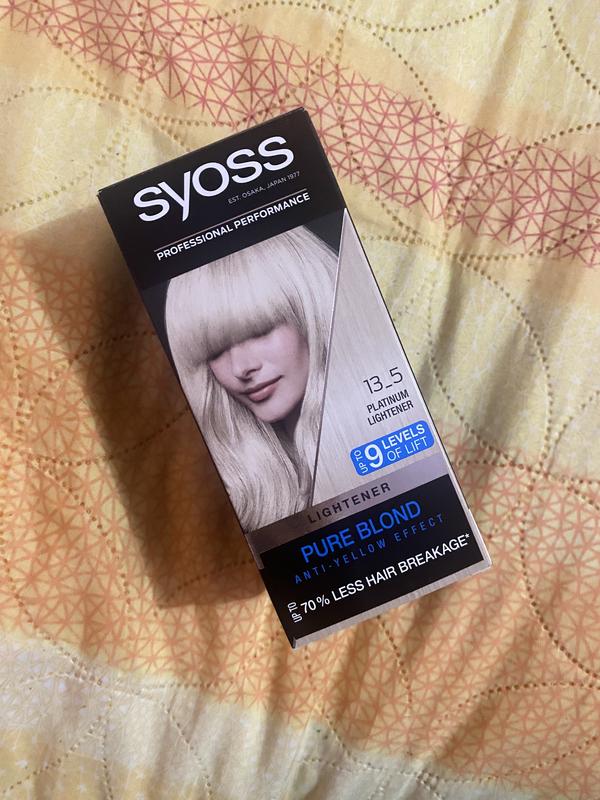 syoss
EST. OSAKA, JAPAN 1977
PROFESSIONAL PERFORMANCE
13_5
PLATINUM
LIGHTENER
UP TO 9 LEVELS
OF LIFT
LIGHTENER
PURE BLOND
ANTI-YELLOW EFFECT
UP TO 70% LESS HAIR BREAKAGE*